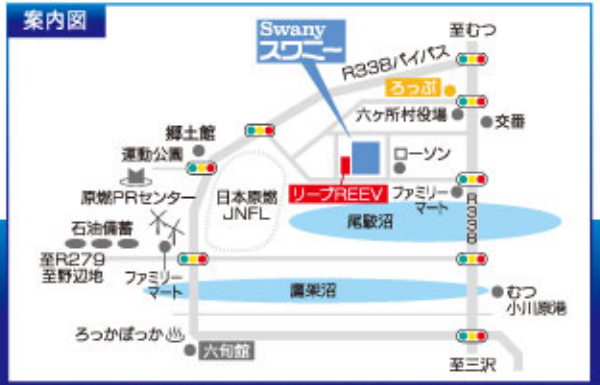 案内図
Swany
スワニー
至むつ
R338バイパス
ろっぷ
六ヶ所村役場
交番
郷土館
運動公園
ローソン
原燃PRセンター
日本原燃
JNFL
リーブREEV
ファミリー
マート
R338
尾駮沼
石油備蓄
至R279
至野辺地
ファミリー
マート
鷹架沼
むつ
小川原港
ろっかぽっか♨
六旬館
至三沢